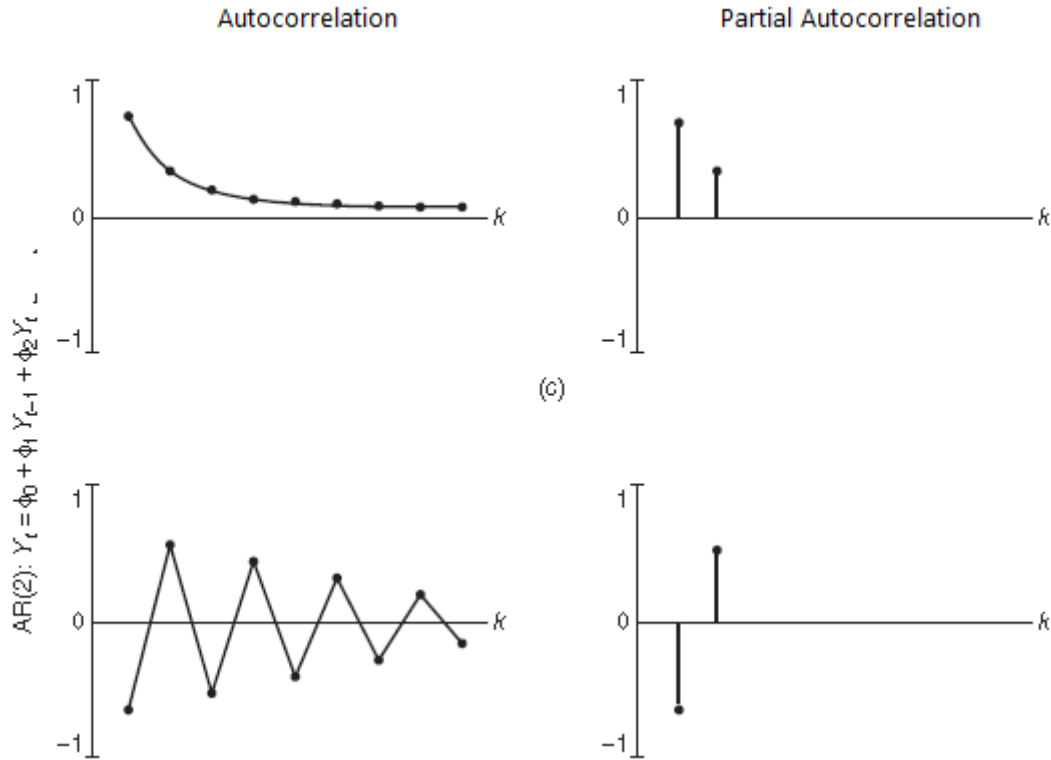 Autocorrelation
Partial Autocorrelation
1
0
−1
k
1
0
−1
k
(c)
AR(2): Yₜ = ϕ₀ + ϕ₁ Yₜ₋₁ + ϕ₂ Yₜ₋
1
0
−1
k
1
0
−1
k